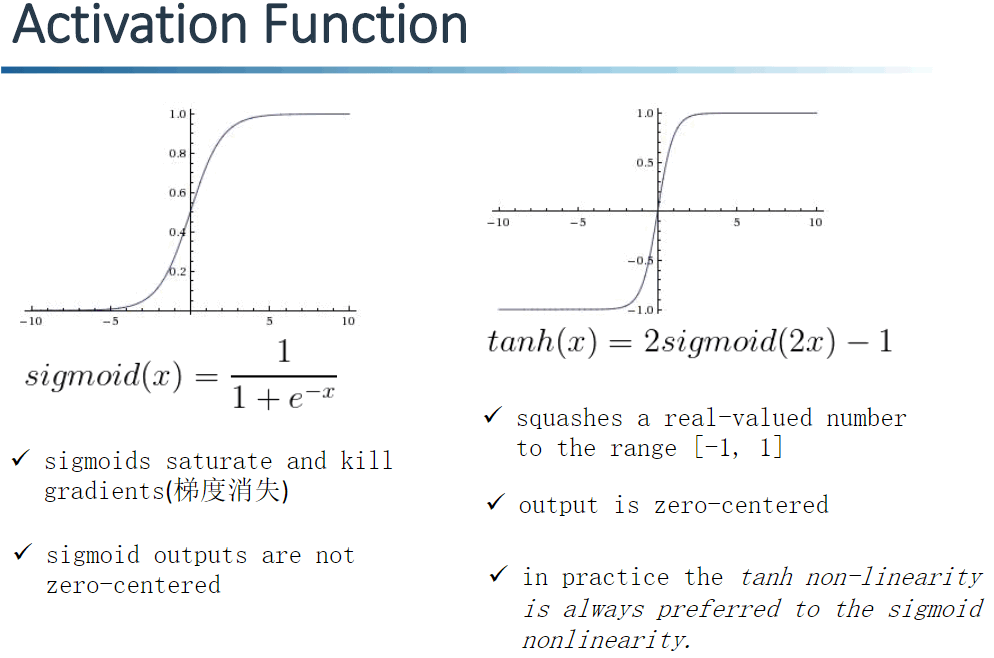 Activation Function
1.0
0.8
0.6
0.4
0.2
-10 -5 5 10
sigmoid(x) = 1 / (1 + e^{-x})
✓ sigmoids saturate and kill
gradients(梯度消失)
✓ sigmoid outputs are not
zero-centered
1.0
0.5
-10 -5 5 10
-0.5
-1.0
tanh(x) = 2sigmoid(2x) − 1
✓ squashes a real-valued number
to the range [-1, 1]
✓ output is zero-centered
✓ in practice the tanh non-linearity
is always preferred to the sigmoid
nonlinearity.